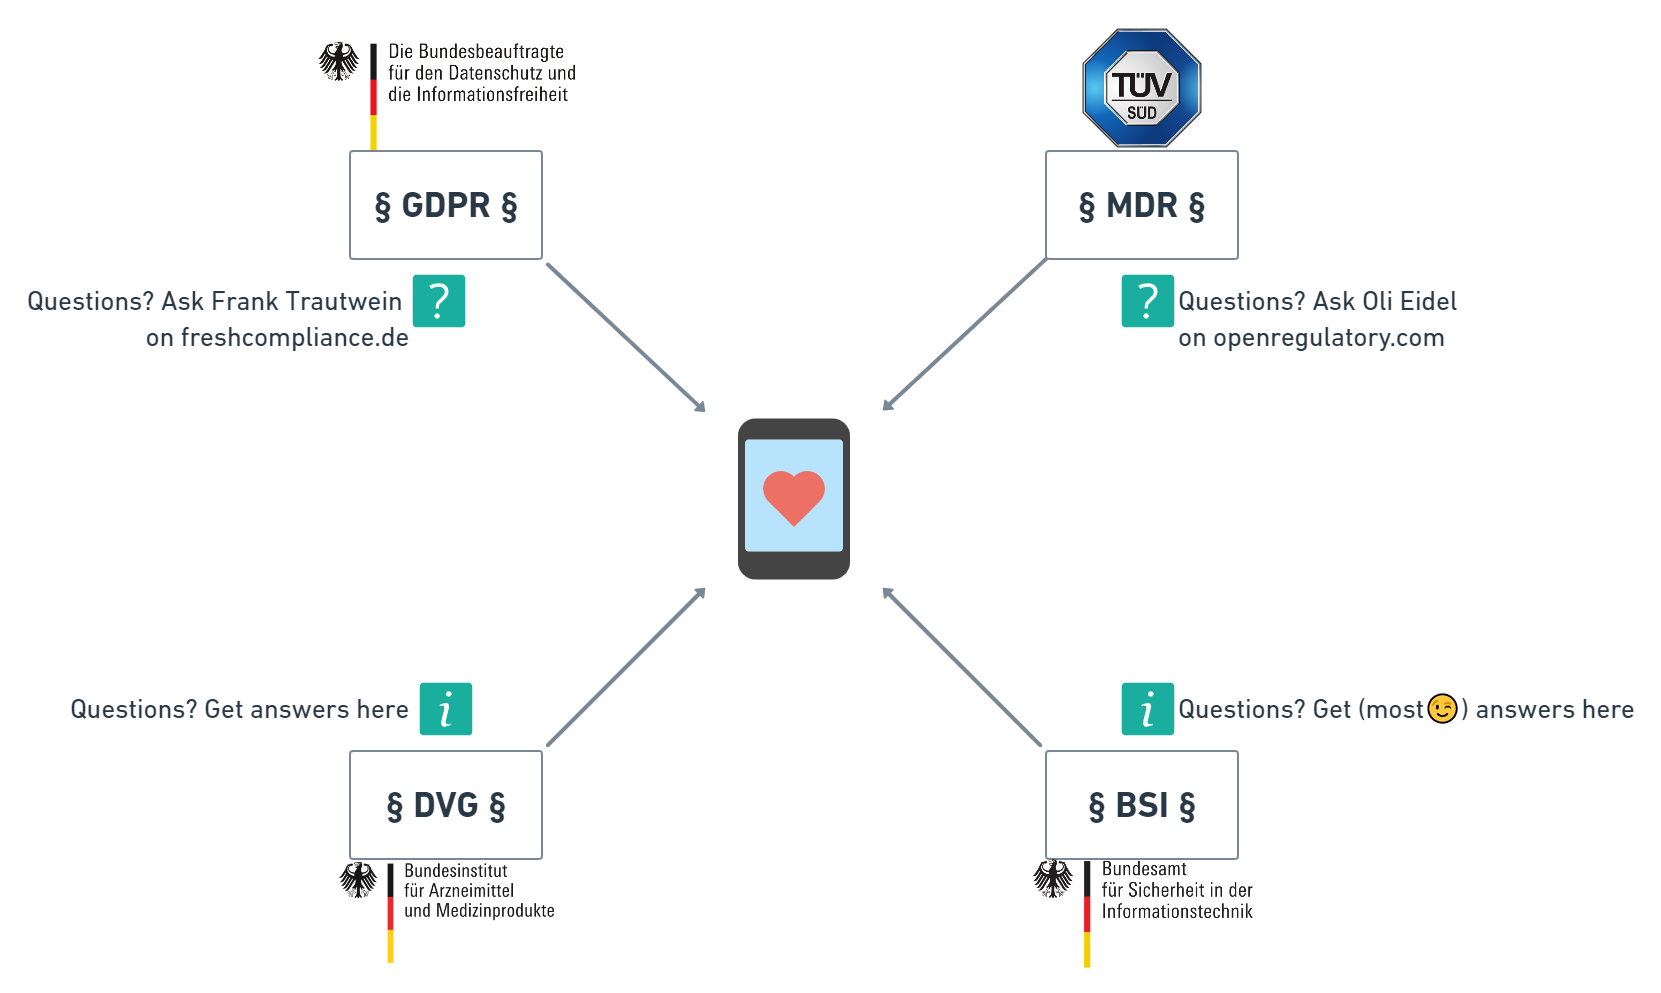 Die Bundesbeauftragte
für den Datenschutz und
die Informationsfreiheit
§ GDPR §
Questions? Ask Frank Trautwein
on freshcompliance.de
?
TÜV
SÜD
§ MDR §
?
Questions? Ask Oli Eidel
on openregulatory.com
Questions? Get answers here
i
§ DVG §
Bundesinstitut
für Arzneimittel
und Medizinprodukte
i
Questions? Get (most😉) answers here
§ BSI §
Bundesamt
für Sicherheit in der
Informationstechnik